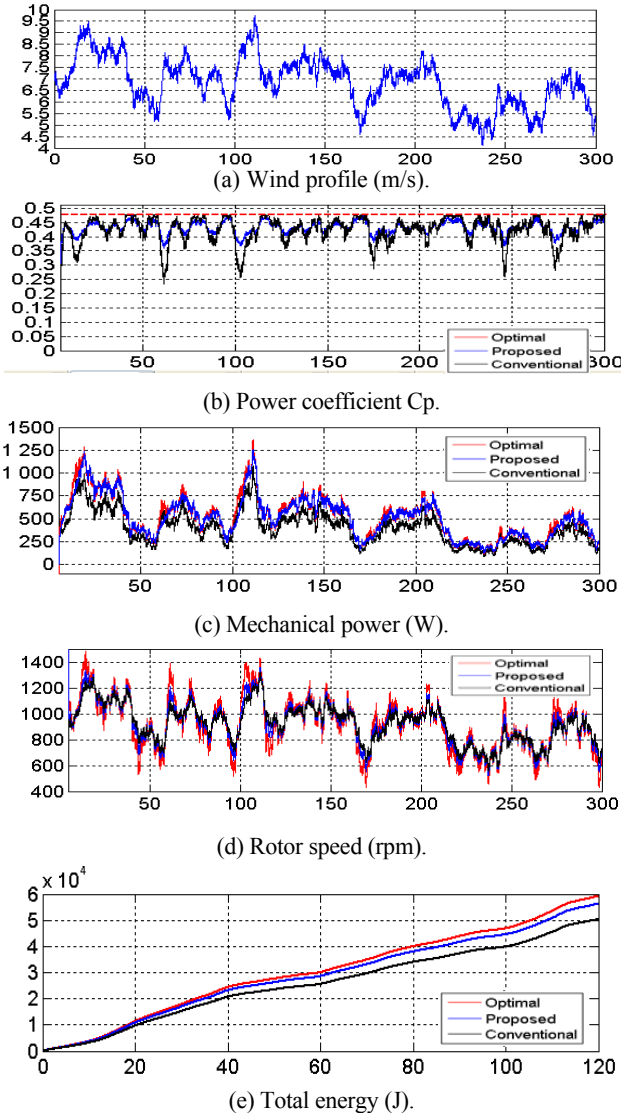 10
9.5
9
8.5
8
7.5
7
6.5
6
5.5
5
4.5
4
0 50 100 150 200 250 300
(a) Wind profile (m/s).
0.5
0.45
0.4
0.35
0.3
0.25
0.2
0.15
0.1
0.05
0
Optimal
Proposed
Conventional
50 100 150 200 250 300
(b) Power coefficient Cp.
1500
1 250
1 000
750
500
250
0
Optimal
Proposed
Conventional
50 100 150 200 250 300
(c) Mechanical power (W).
1400
1200
1000
800
600
400
Optimal
Proposed
Conventional
50 100 150 200 250 300
(d) Rotor speed (rpm).
x 10^4
6
5
4
3
2
1
0
Optimal
Proposed
Conventional
0 20 40 60 80 100 120
(e) Total energy (J).